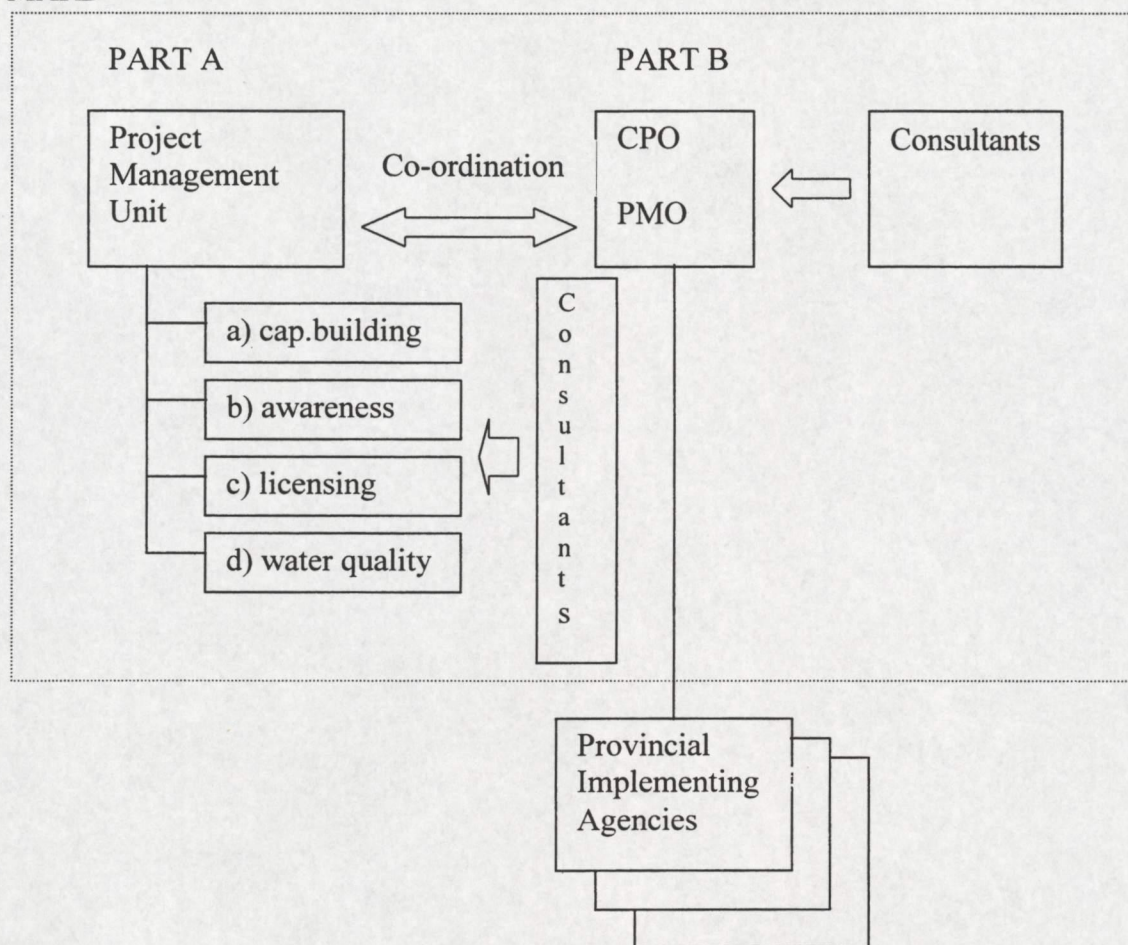 PART A
PART B
Project
Management
Unit
Co-ordination
CPO
PMO
Consultants
a) cap.building
b) awareness
c) licensing
d) water quality
Consultants
Provincial
Implementing
Agencies